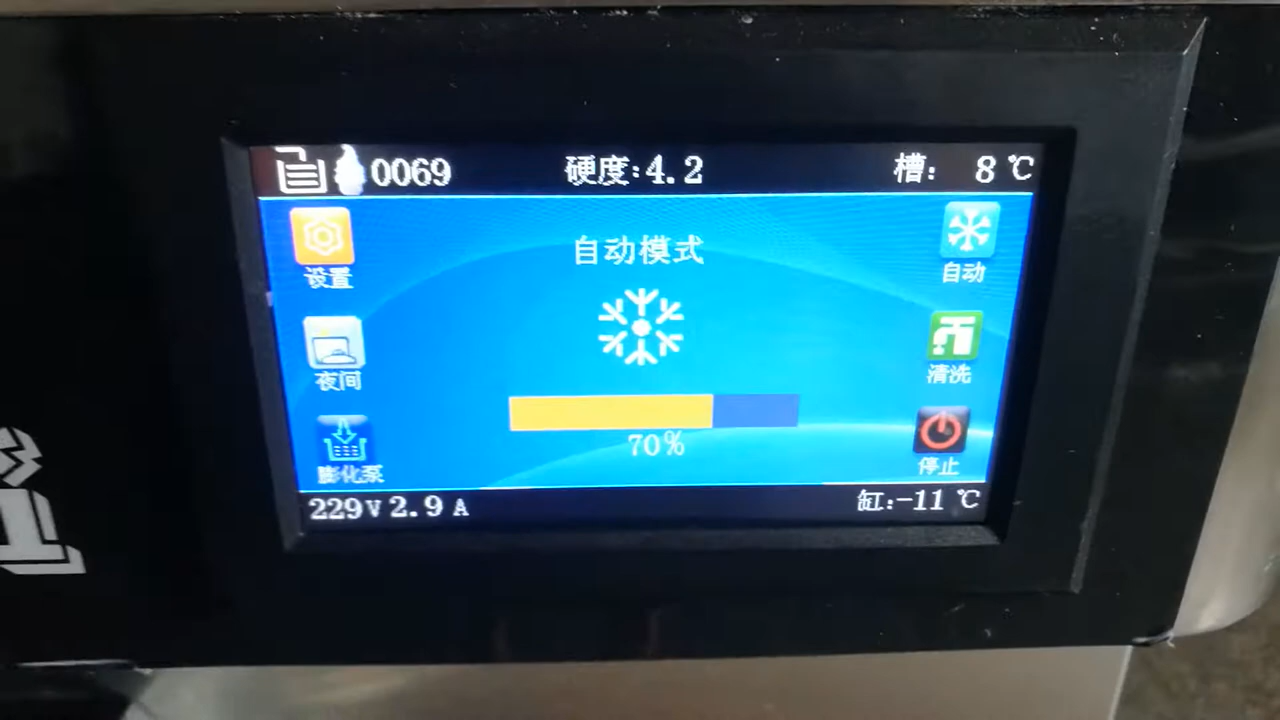 0069 硬度:4.2 槽: 8℃
自动模式
设置
自动
夜间
清洗
70%
膨化泵
停止
229V 2.9A 缸:-11℃